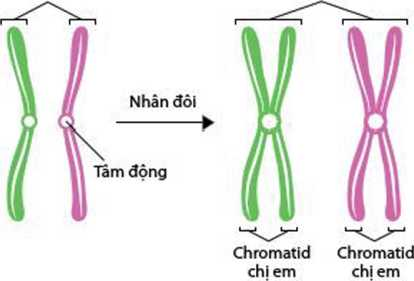 Nhân đôi
Tâm động
Chromatid
chị em
Chromatid
chị em